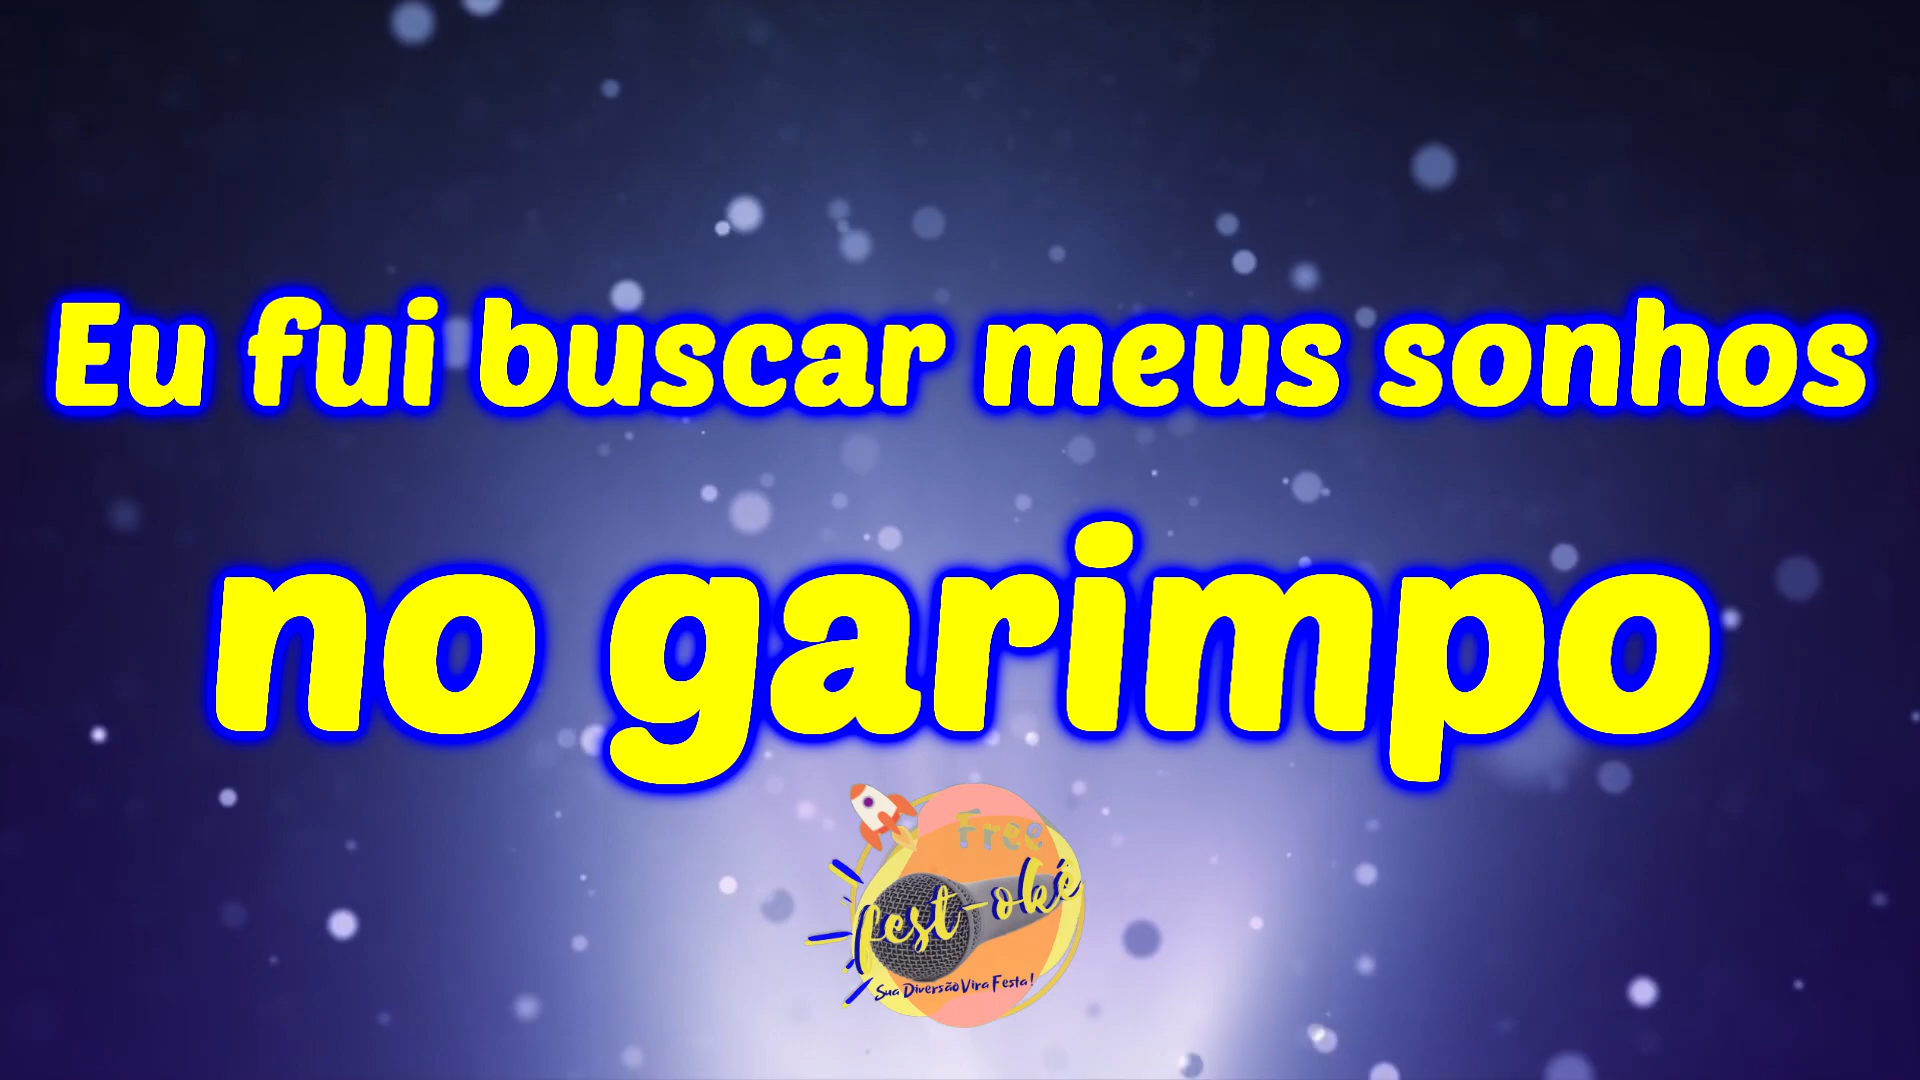 Eu fui buscar meus sonhos
no garimpo
Free
fest-okê
Sua Diversão Vira Festa!